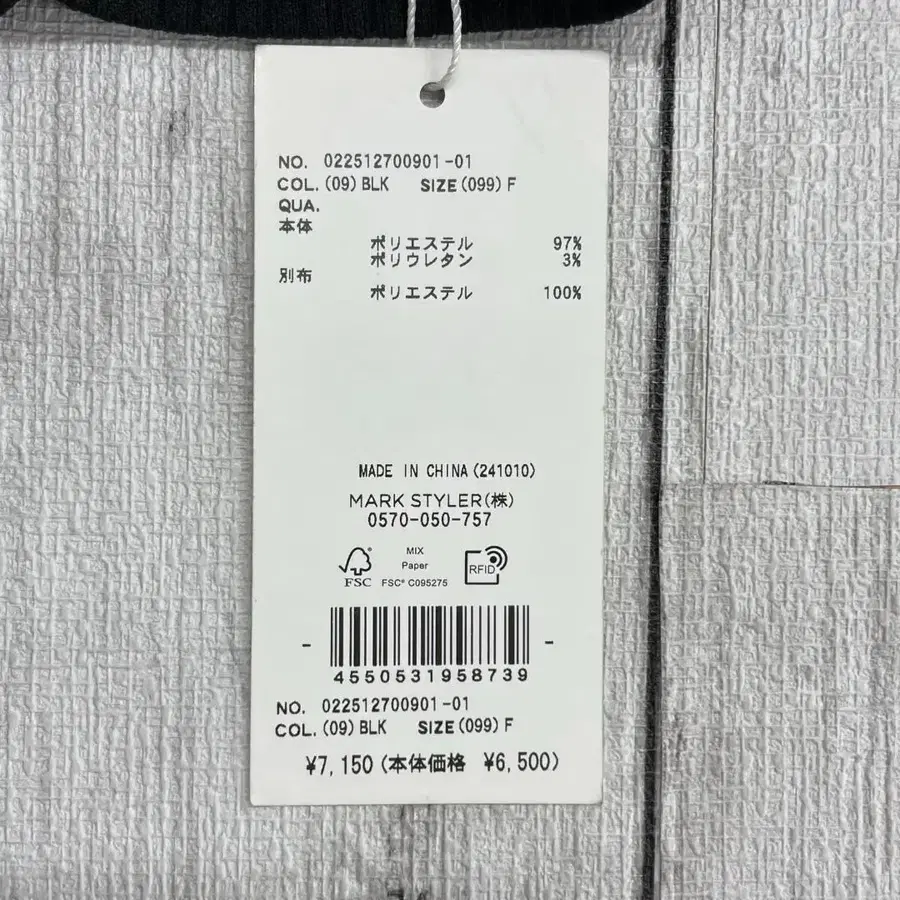 NO. 022512700901-01
COL. (09) BLK SIZE (099) F
QUA.
本体
ポリエステル 97%
ポリウレタン 3%
別布
ポリエステル 100%
MADE IN CHINA (241010)
MARK STYLER(株)
0570-050-757
FSC
MIX
Paper
FSC® C095275
RFID
4550531958739
NO. 022512700901-01
COL. (09) BLK SIZE (099) F
¥7,150 (本体価格 ¥6,500)